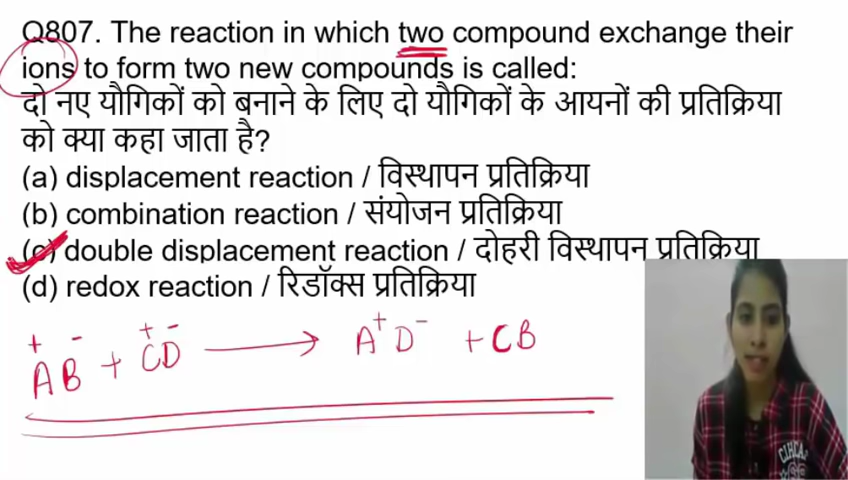 Q807. The reaction in which two compound exchange their
ions to form two new compounds is called:
दो नए यौगिकों को बनाने के लिए दो यौगिकों के आयनों की प्रतिक्रिया
को क्या कहा जाता है?
(a) displacement reaction / विस्थापन प्रतिक्रिया
(b) combination reaction / संयोजन प्रतिक्रिया
(c) double displacement reaction / दोहरी विस्थापन प्रतिक्रिया
(d) redox reaction / रिडॉक्स प्रतिक्रिया
A⁺B⁻ + C⁺D⁻ → A⁺D⁻ + CB